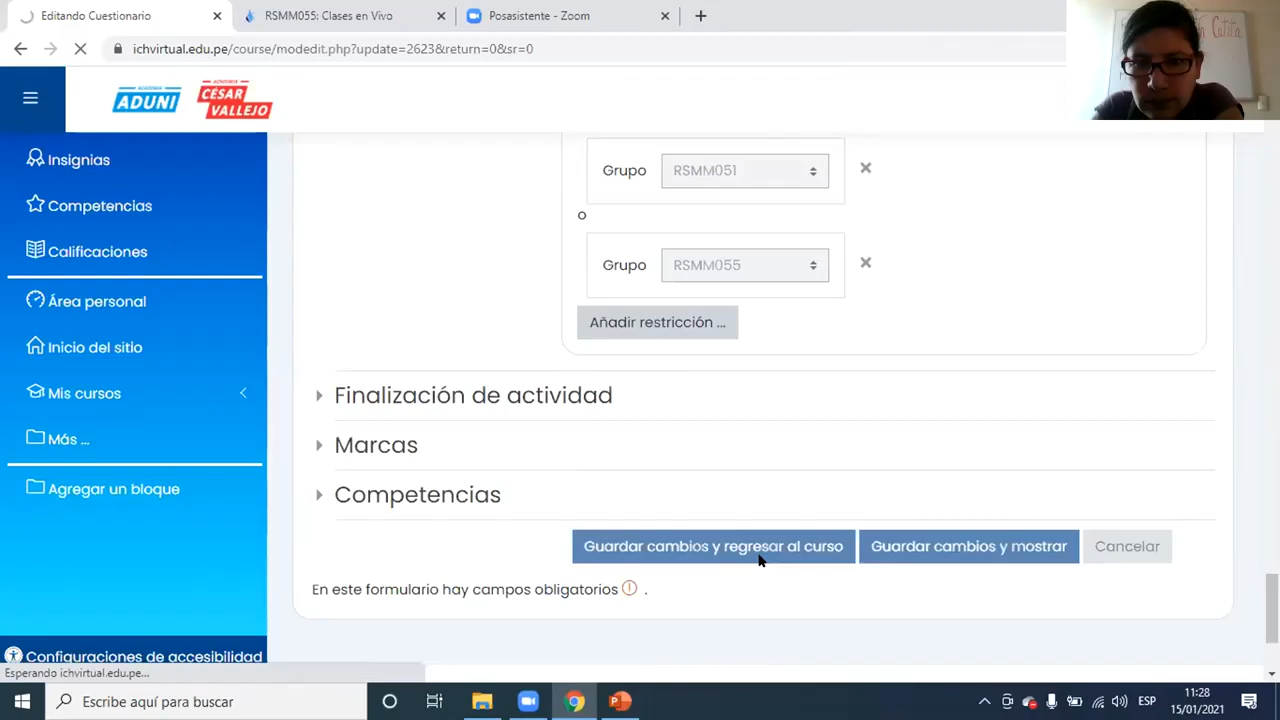 Editando Cuestionario
RSMM055: Clases en Vivo
Posasistente - Zoom
ichvirtual.edu.pe/course/modedit.php?update=2623&return=0&sr=0
ACADEMIA
ADUNI
ACADEMIA
CÉSAR
VALLEJO
Insignias
Competencias
Calificaciones
Área personal
Inicio del sitio
Mis cursos
Más ...
Agregar un bloque
Configuraciones de accesibilidad
Esperando ichvirtual.edu.pe...
Grupo RSMM051
o
Grupo RSMM055
Añadir restricción ...
Finalización de actividad
Marcas
Competencias
Guardar cambios y regresar al curso Guardar cambios y mostrar Cancelar
En este formulario hay campos obligatorios .
Escribe aquí para buscar
ESP
11:28
15/01/2021